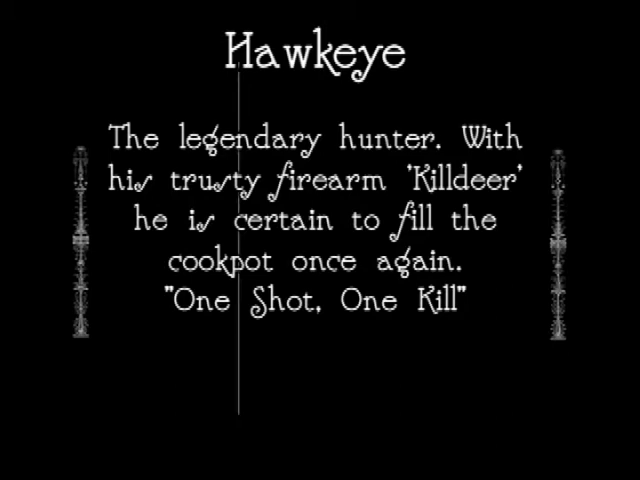 Hawkeye
The legendary hunter. With
his trusty firearm 'Killdeer'
he is certain to fill the
cookpot once again.
"One Shot, One Kill"